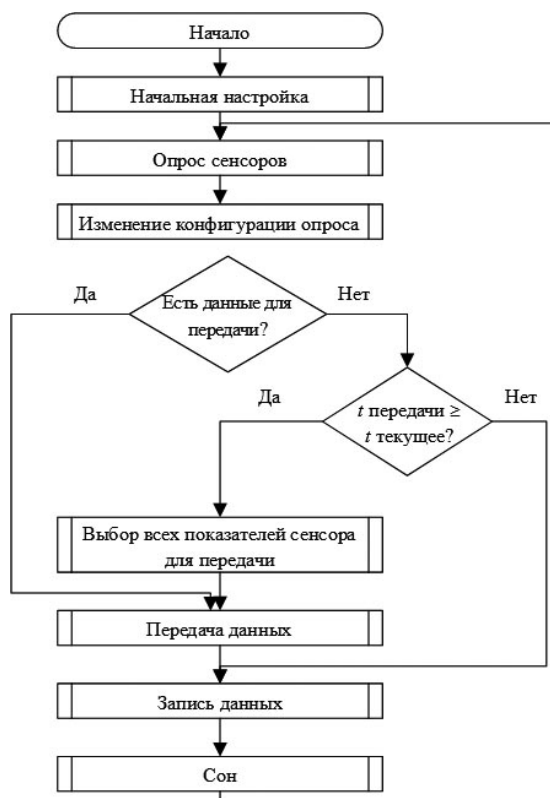 Начало
Начальная настройка
Опрос сенсоров
Изменение конфигурации опроса
Да
Есть данные для
передачи?
Нет
Да
t передачи ≥
t текущее?
Нет
Выбор всех показателей сенсора
для передачи
Передача данных
Запись данных
Сон